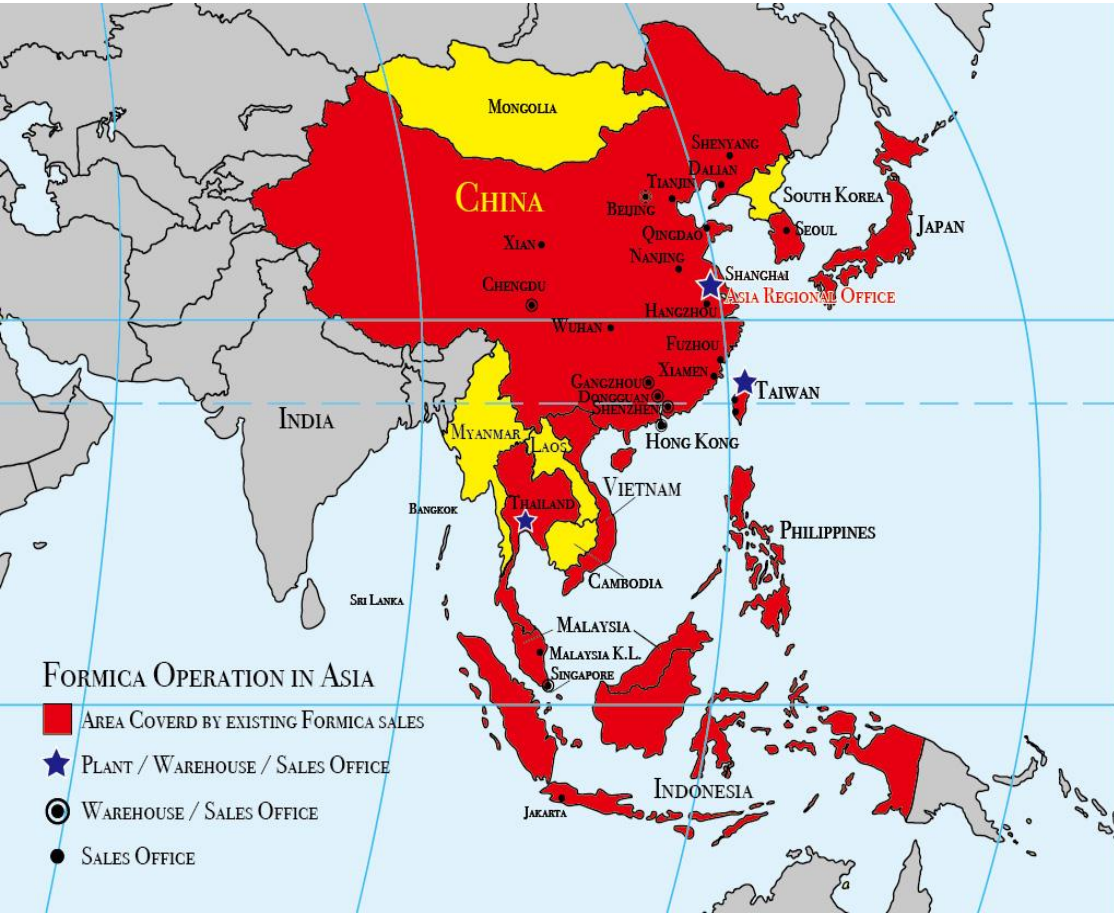 Mongolia
Shenyang
Dalian
Tianjin
China
South Korea
Beijing
Japan
Qingdao
Seoul
Xian
Nanjing
Shanghai
Chengdu
Asia Regional Office
Hangzhou
Wuhan
Fuzhou
Xiamen
Gangzhou
Dongguan
Taiwan
Shenzhen
India
Myanmar
Hong Kong
Laos
Vietnam
Bangkok
Thailand
Philippines
Cambodia
Sri Lanka
Malaysia
Malaysia K.L.
Singapore
Formica Operation in Asia
Area Coverd by existing Formica sales
Plant / Warehouse / Sales Office
Indonesia
Warehouse / Sales Office
Jakarta
Sales Office